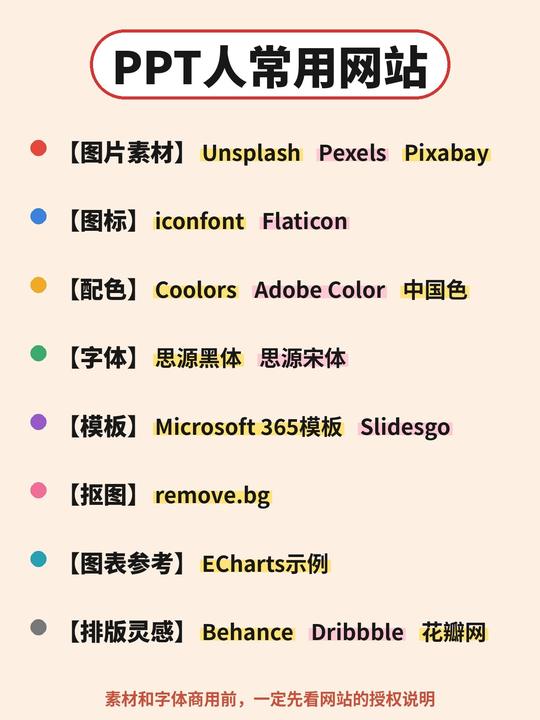 PPT人常用网站
【图片素材】 Unsplash Pexels Pixabay
【图标】 iconfont Flaticon
【配色】 Coolors Adobe Color 中国色
【字体】 思源黑体 思源宋体
【模板】 Microsoft 365模板 Slidesgo
【抠图】 remove.bg
【图表参考】 ECharts示例
【排版灵感】 Behance Dribbble 花瓣网
素材和字体商用前，一定先看网站的授权说明